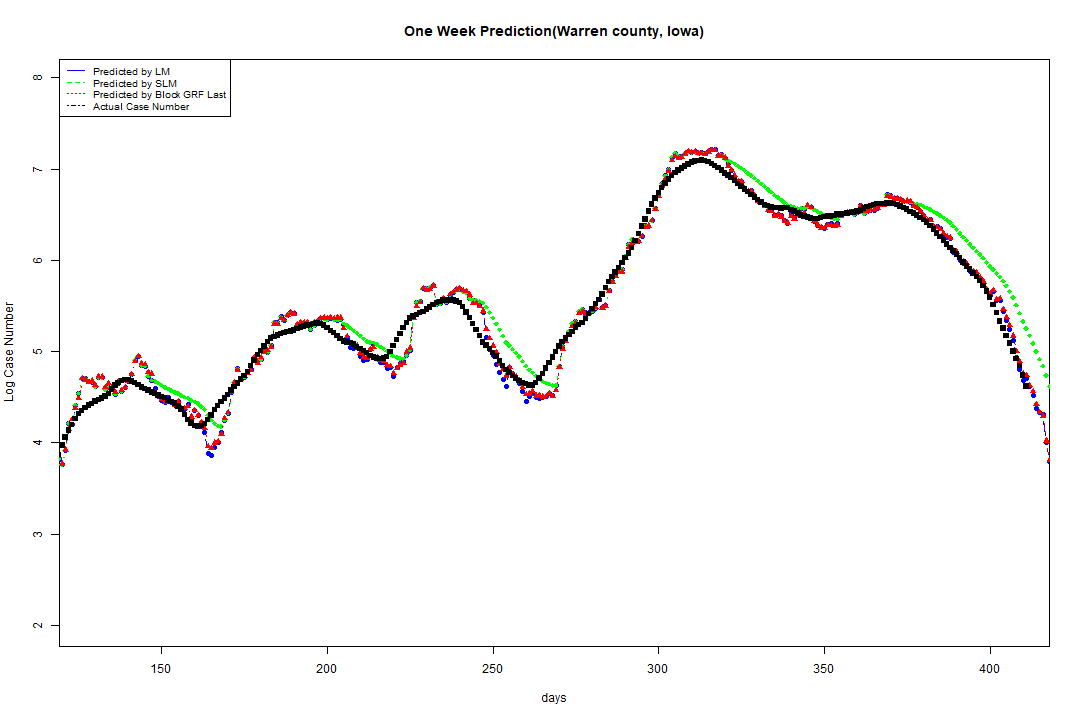 One Week Prediction(Warren county, Iowa)
Predicted by LM
Predicted by SLM
Predicted by Block GRF Last
Actual Case Number
8
7
6
5
4
3
2
Log Case Number
150 200 250 300 350 400
days